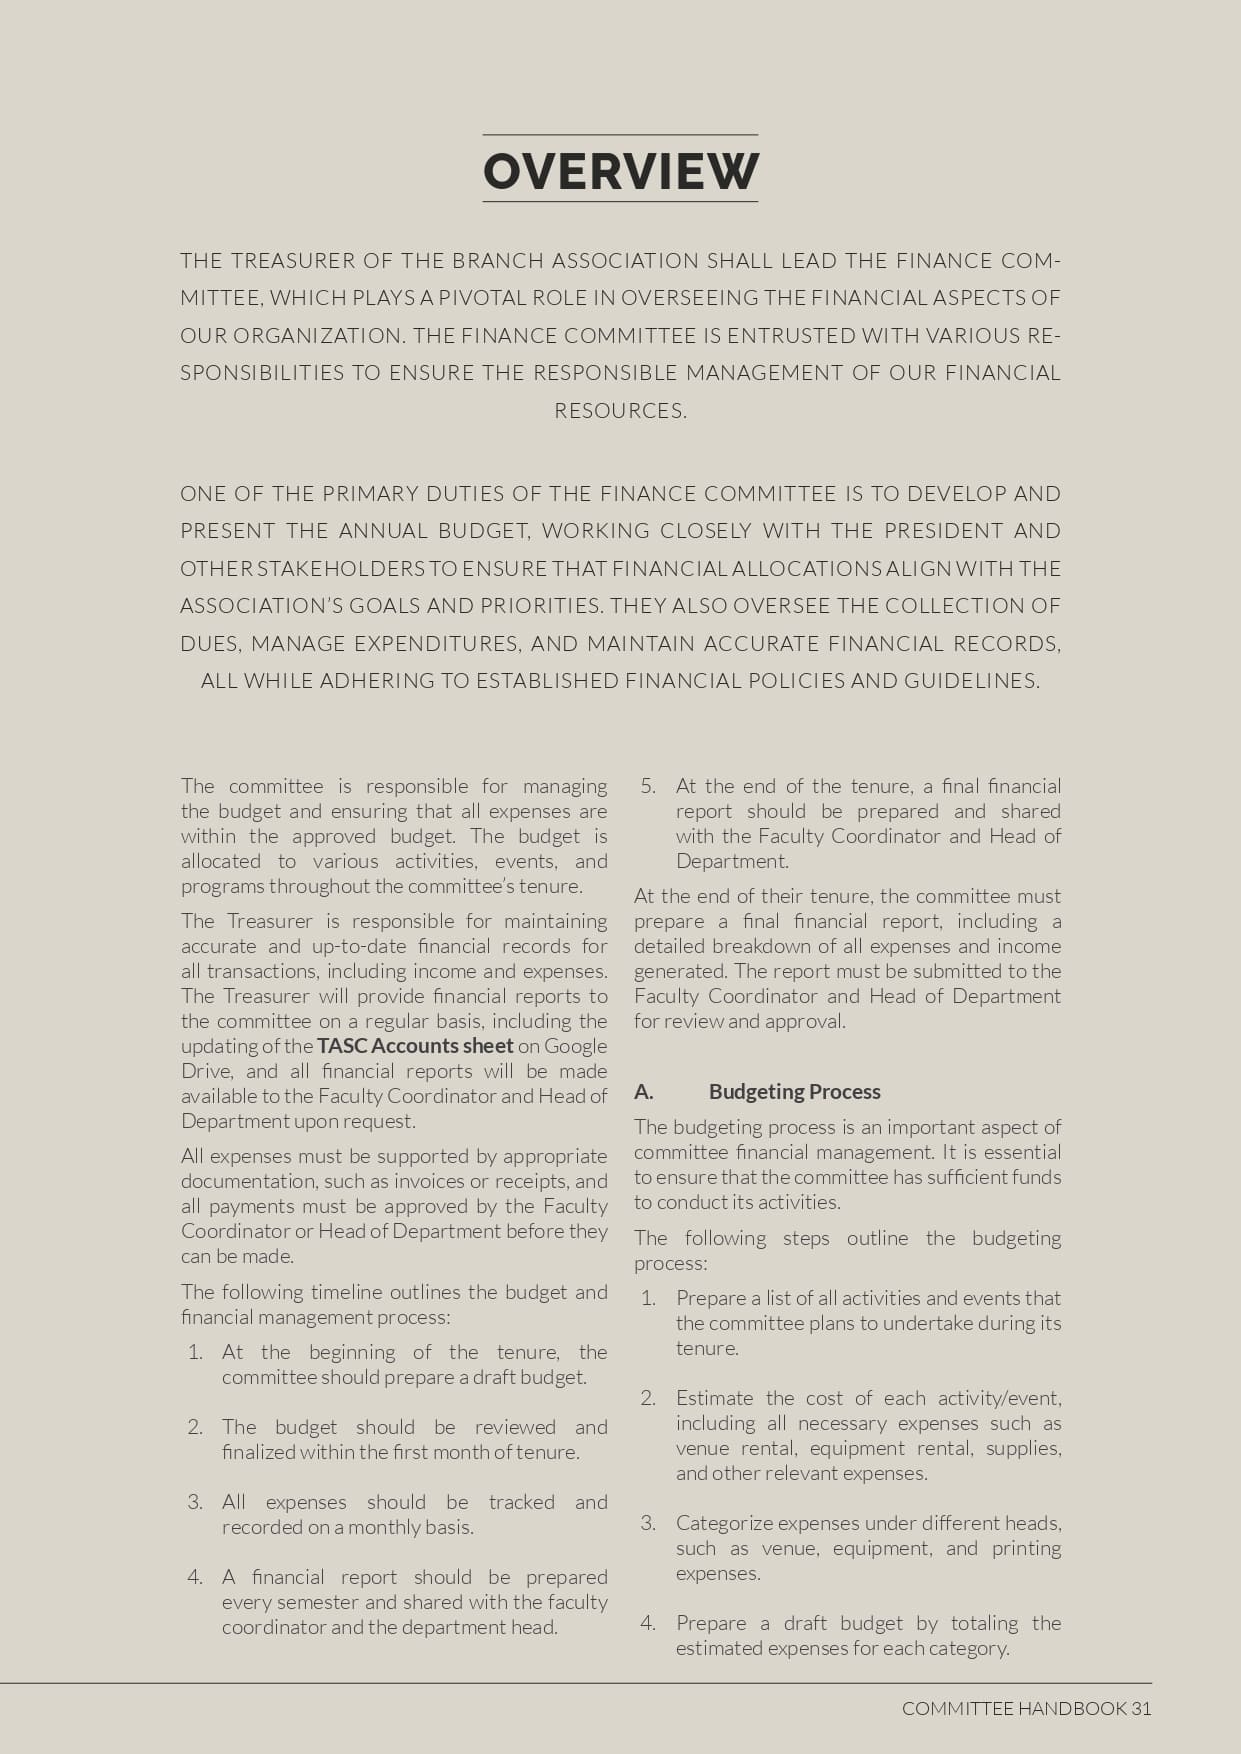 OVERVIEW
THE TREASURER OF THE BRANCH ASSOCIATION SHALL LEAD THE FINANCE COM-
MITTEE, WHICH PLAYS A PIVOTAL ROLE IN OVERSEEING THE FINANCIAL ASPECTS OF
OUR ORGANIZATION. THE FINANCE COMMITTEE IS ENTRUSTED WITH VARIOUS RE-
SPONSIBILITIES TO ENSURE THE RESPONSIBLE MANAGEMENT OF OUR FINANCIAL
RESOURCES.
ONE OF THE PRIMARY DUTIES OF THE FINANCE COMMITTEE IS TO DEVELOP AND
PRESENT THE ANNUAL BUDGET, WORKING CLOSELY WITH THE PRESIDENT AND
OTHER STAKEHOLDERS TO ENSURE THAT FINANCIAL ALLOCATIONS ALIGN WITH THE
ASSOCIATION’S GOALS AND PRIORITIES. THEY ALSO OVERSEE THE COLLECTION OF
DUES, MANAGE EXPENDITURES, AND MAINTAIN ACCURATE FINANCIAL RECORDS,
ALL WHILE ADHERING TO ESTABLISHED FINANCIAL POLICIES AND GUIDELINES.
The committee is responsible for managing
the budget and ensuring that all expenses are
within the approved budget. The budget is
allocated to various activities, events, and
programs throughout the committee’s tenure.
The Treasurer is responsible for maintaining
accurate and up-to-date financial records for
all transactions, including income and expenses.
The Treasurer will provide financial reports to
the committee on a regular basis, including the
updating of the TASC Accounts sheet on Google
Drive, and all financial reports will be made
available to the Faculty Coordinator and Head of
Department upon request.
All expenses must be supported by appropriate
documentation, such as invoices or receipts, and
all payments must be approved by the Faculty
Coordinator or Head of Department before they
can be made.
The following timeline outlines the budget and
financial management process:
1. At the beginning of the tenure, the
committee should prepare a draft budget.
2. The budget should be reviewed and
finalized within the first month of tenure.
3. All expenses should be tracked and
recorded on a monthly basis.
4. A financial report should be prepared
every semester and shared with the faculty
coordinator and the department head.
5. At the end of the tenure, a final financial
report should be prepared and shared
with the Faculty Coordinator and Head of
Department.
At the end of their tenure, the committee must
prepare a final financial report, including a
detailed breakdown of all expenses and income
generated. The report must be submitted to the
Faculty Coordinator and Head of Department
for review and approval.
A. Budgeting Process
The budgeting process is an important aspect of
committee financial management. It is essential
to ensure that the committee has sufficient funds
to conduct its activities.
The following steps outline the budgeting
process:
1. Prepare a list of all activities and events that
the committee plans to undertake during its
tenure.
2. Estimate the cost of each activity/event,
including all necessary expenses such as
venue rental, equipment rental, supplies,
and other relevant expenses.
3. Categorize expenses under different heads,
such as venue, equipment, and printing
expenses.
4. Prepare a draft budget by totaling the
estimated expenses for each category.
COMMITTEE HANDBOOK 31